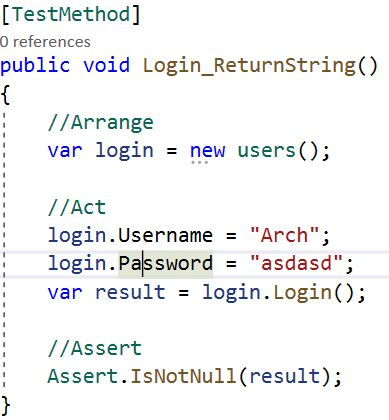 [TestMethod]
0 references
public void Login_ReturnString()
{
//Arrange
var login = new users();
//Act
login.Username = "Arch";
login.Password = "asdasd";
var result = login.Login();
//Assert
Assert.IsNotNull(result);
}